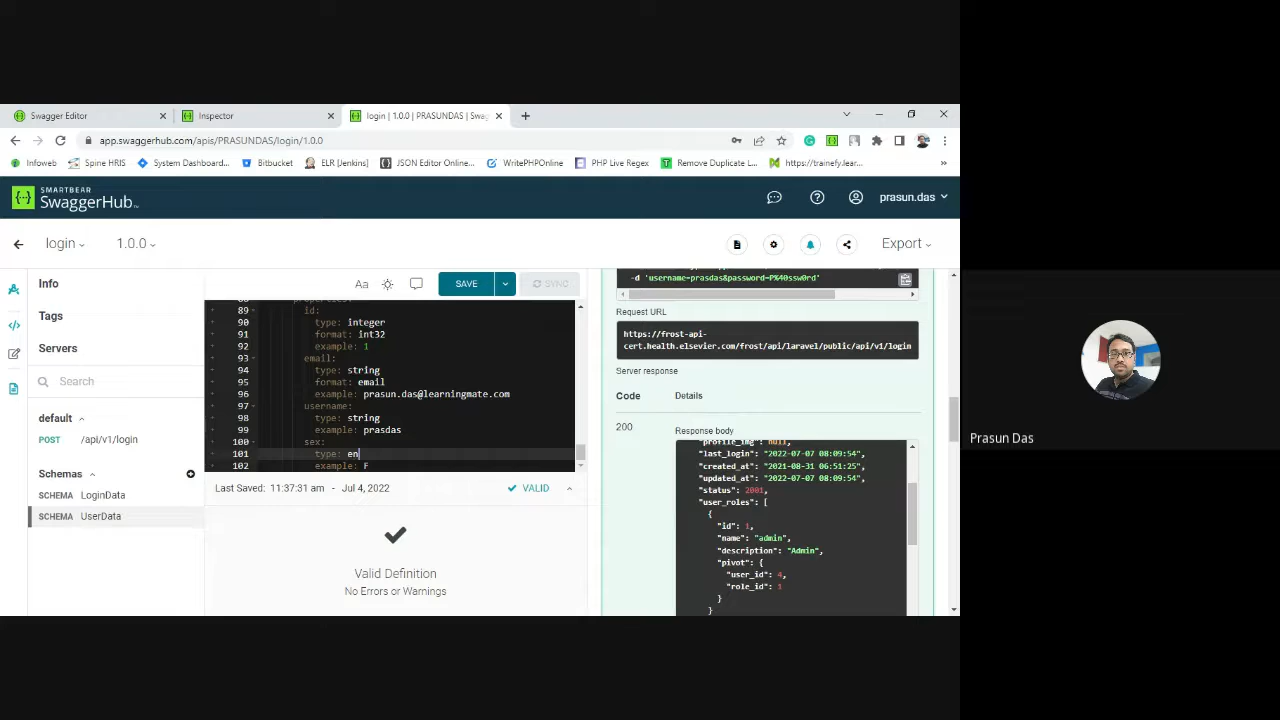 Swagger Editor
Inspector
login | 1.0.0 | PRASUNDAS | Swag
app.swaggerhub.com/apis/PRASUNDAS/login/1.0.0
Infoweb
Spine HRIS
System Dashboard...
Bitbucket
ELR [Jenkins]
JSON Editor Online...
WritePHPOnline
PHP Live Regex
Remove Duplicate L...
https://trainefy.lear...
SMARTBEAR
SwaggerHub
prasun.das
login
1.0.0
Export
Info
Tags
Servers
Search
default
POST /api/v1/login
Schemas
SCHEMA LoginData
SCHEMA UserData
Aa
SAVE
SYNC
89 id:
90 type: integer
91 format: int32
92 example: 1
93 email:
94 type: string
95 format: email
96 example: prasun.das@learningmate.com
97 username:
98 type: string
99 example: prasdas
100 sex:
101 type: en
102 example: F
Last Saved: 11:37:31 am - Jul 4, 2022
VALID
Valid Definition
No Errors or Warnings
-d 'username=prasdas&password=P%40ssw0rd'
Request URL
https://frost-api-
cert.health.elsevier.com/frost/api/laravel/public/api/v1/login
Server response
Code Details
200
Response body
"profile_img": null,
"last_login": "2022-07-07 08:09:54",
"created_at": "2021-08-31 06:51:25",
"updated_at": "2022-07-07 08:09:54",
"status": 2001,
"user_roles": [
{
"id": 1,
"name": "admin",
"description": "Admin",
"pivot": {
"user_id": 4,
"role_id": 1
}
}
Prasun Das